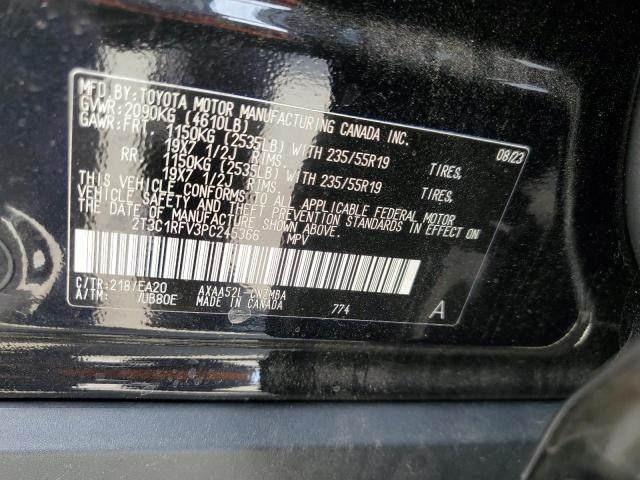 MFD.BY:TOYOTA MOTOR MANUFACTURING CANADA INC.
GVWR:2090KG (4610LB) 08/23
GAWR:FRT. 1150KG (2535LB) WITH 235/55R19 TIRES,
19X7 1/2J RIMS.
RR. 1150KG (2535LB) WITH 235/55R19 TIRES,
19X7 1/2J RIMS.
THIS VEHICLE CONFORMS TO ALL APPLICABLE FEDERAL MOTOR
VEHICLE SAFETY AND THEFT PREVENTION STANDARDS IN EFFECT ON
THE DATE OF MANUFACTURE SHOWN ABOVE.
2T3C1RFV3PC245366 MPV
C/TR:218/EA20 AXAA52L
A/TM: /UB80E MADE IN CANADA 774
A